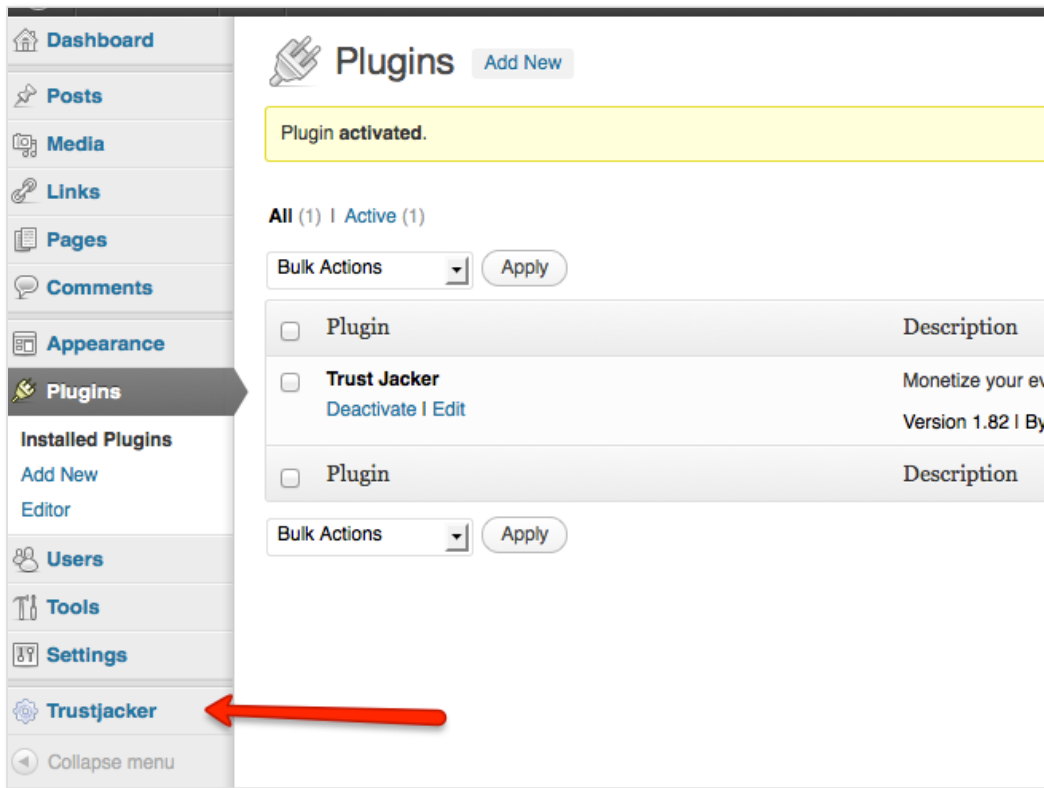 Dashboard
Posts
Media
Links
Pages
Comments
Appearance
Plugins
Installed Plugins
Add New
Editor
Users
Tools
Settings
Trustjacker
Collapse menu
Plugins Add New
Plugin activated.
All (1) | Active (1)
Bulk Actions Apply
Plugin Description
Trust Jacker Monetize your ev
Deactivate | Edit
Version 1.82 | By
Plugin Description
Bulk Actions Apply